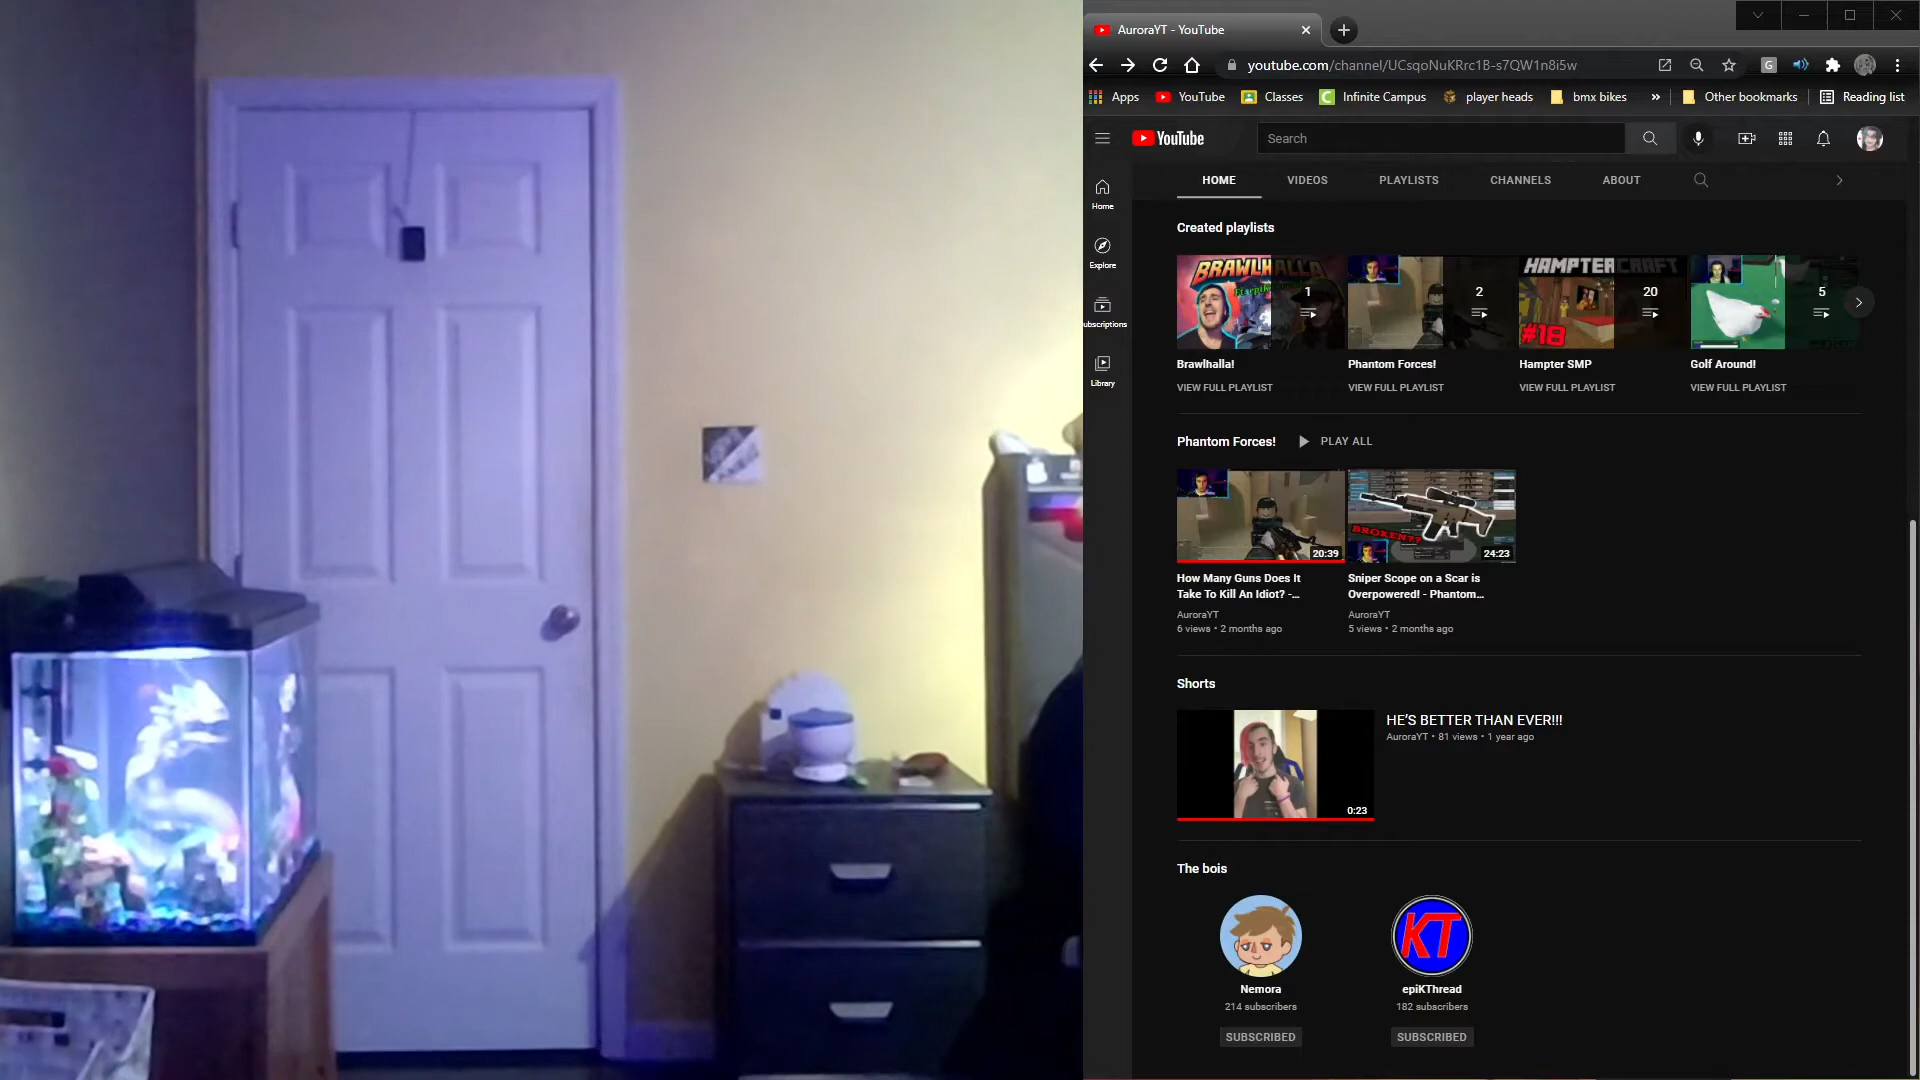 AuroraYT - YouTube
youtube.com/channel/UCsqoNuKRrc1B-s7QW1n8i5w
G
Apps YouTube Classes Infinite Campus player heads bmx bikes » Other bookmarks Reading list
YouTube Search
HOME VIDEOS PLAYLISTS CHANNELS ABOUT
Home
Explore
ubscriptions
Library
Created playlists
BRAWLHALLA
1
2
HAMPTERCRAFT
#18
20
5
Brawlhalla! Phantom Forces! Hampter SMP Golf Around!
VIEW FULL PLAYLIST VIEW FULL PLAYLIST VIEW FULL PLAYLIST VIEW FULL PLAYLIST
Phantom Forces! PLAY ALL
BROKEN??
20:39 24:23
How Many Guns Does It Take To Kill An Idiot? -...
AuroraYT
6 views • 2 months ago
Sniper Scope on a Scar is Overpowered! - Phantom...
AuroraYT
5 views • 2 months ago
Shorts
0:23
HE'S BETTER THAN EVER!!!
AuroraYT • 81 views • 1 year ago
The bois
KT
Nemora epiKThread
214 subscribers 182 subscribers
SUBSCRIBED SUBSCRIBED